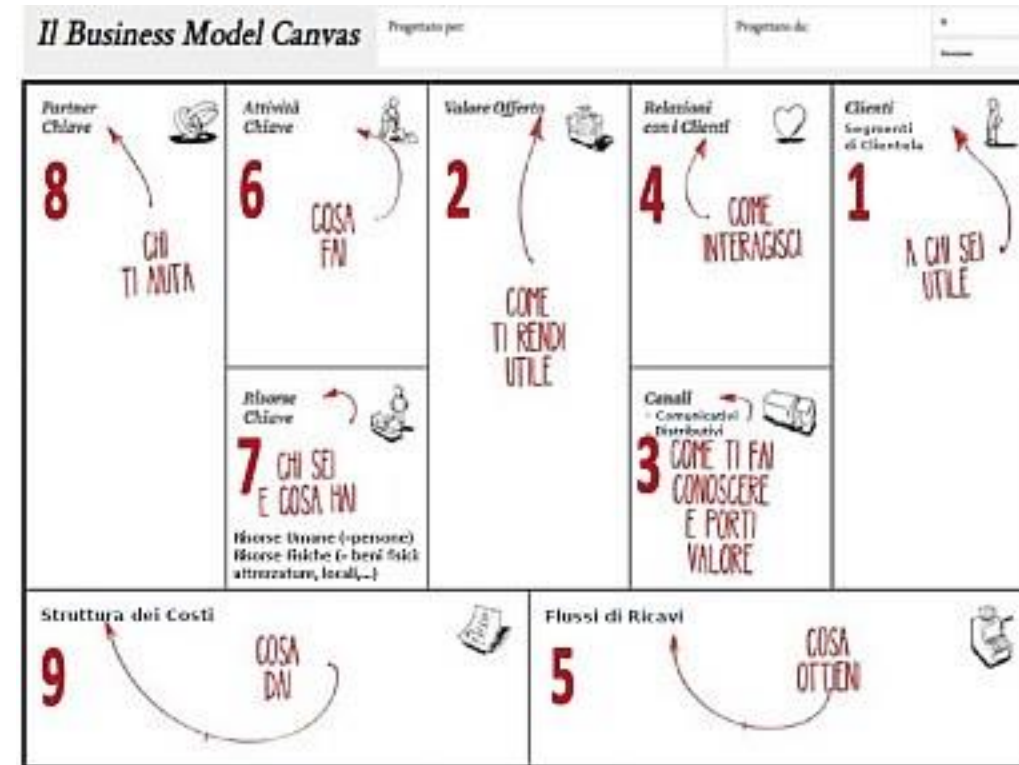 Il Business Model Canvas
Progettato per:
Progettato da:
Partner
Chiave
8
CHI
TI AIUTA
Attività
Chiave
6
COSA
FAI
Valore Offerto
2
COME
TI RENDI
UTILE
Relazioni
con i Clienti
4
COME
INTERAGISCI
Clienti
Segmenti
di Clientela
1
A CHI SEI
UTILE
Risorse
Chiave
7
CHI SEI
E COSA HAI
Risorse Umane (=persone)
Risorse Fisiche (= beni fisici:
attrezzature, locali,...)
Canali
- Comunicativi
- Distributivi
3
COME TI FAI
CONOSCERE
E PORTI
VALORE
Struttura dei Costi
9
COSA
DAI
Flussi di Ricavi
5
COSA
OTTIENI